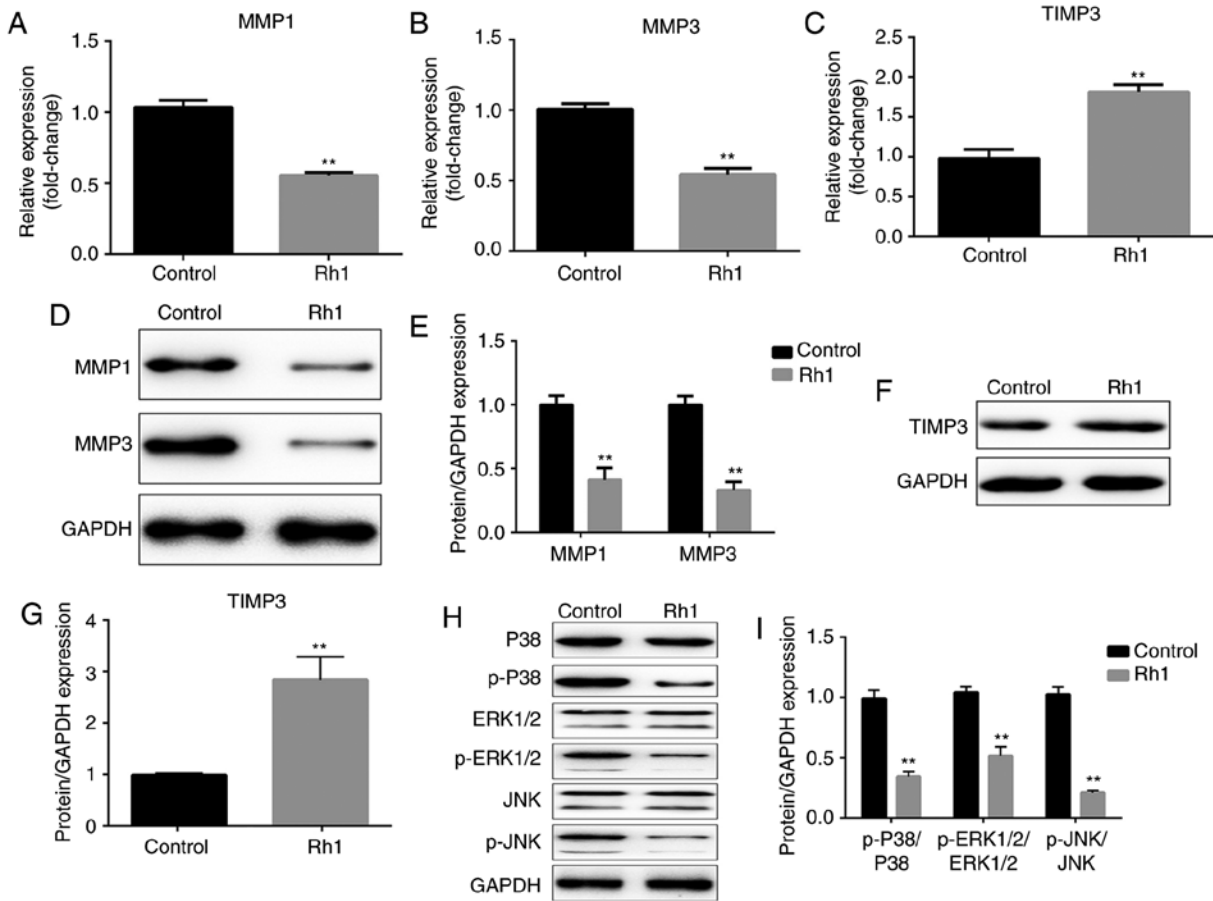 A
MMP1
Relative expression
(fold-change)
1.5
1.0
0.5
0.0
**
Control
Rh1
B
MMP3
Relative expression
(fold-change)
1.5
1.0
0.5
0.0
**
Control
Rh1
C
TIMP3
Relative expression
(fold-change)
2.5
2.0
1.5
1.0
0.5
0.0
**
Control
Rh1
D
Control
Rh1
MMP1
MMP3
GAPDH
E
Protein/GAPDH expression
1.5
1.0
0.5
0.0
**
**
MMP1
MMP3
Control
Rh1
F
Control
Rh1
TIMP3
GAPDH
G
TIMP3
Protein/GAPDH expression
4
3
2
1
0
**
Control
Rh1
H
Control
Rh1
P38
p-P38
ERK1/2
p-ERK1/2
JNK
p-JNK
GAPDH
I
Protein/GAPDH expression
1.5
1.0
0.5
0.0
**
**
**
p-P38/
P38
p-ERK1/2/
ERK1/2
p-JNK/
JNK
Control
Rh1